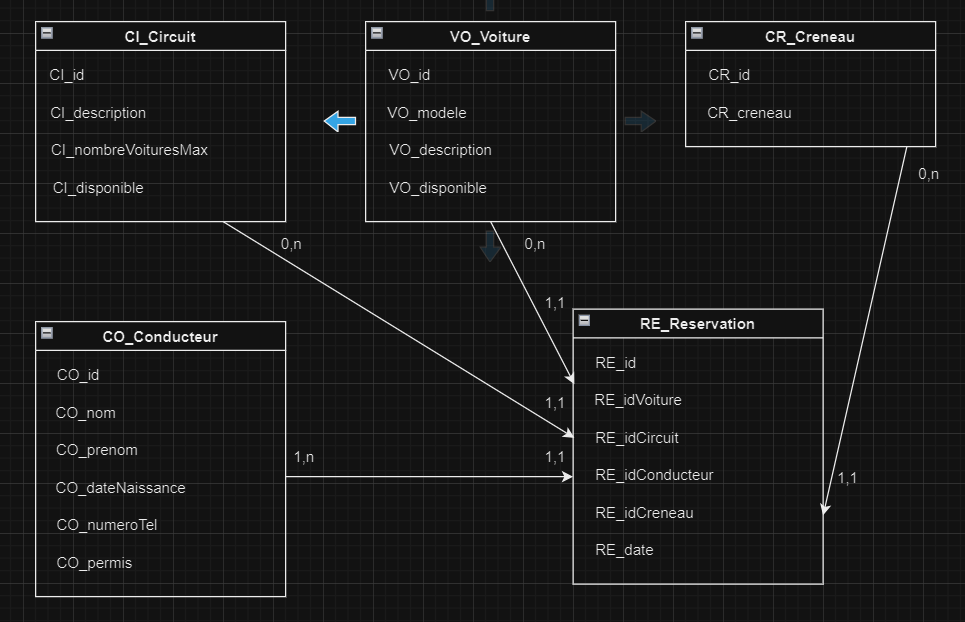 CI_Circuit
CI_id
CI_description
CI_nombreVoituresMax
CI_disponible
VO_Voiture
VO_id
VO_modele
VO_description
VO_disponible
CR_Creneau
CR_id
CR_creneau
0,n
0,n
0,n
1,1
CO_Conducteur
CO_id
CO_nom
CO_prenom
CO_dateNaissance
CO_numeroTel
CO_permis
1,n
1,1
1,1
RE_Reservation
RE_id
RE_idVoiture
RE_idCircuit
RE_idConducteur
RE_idCreneau
RE_date
1,1